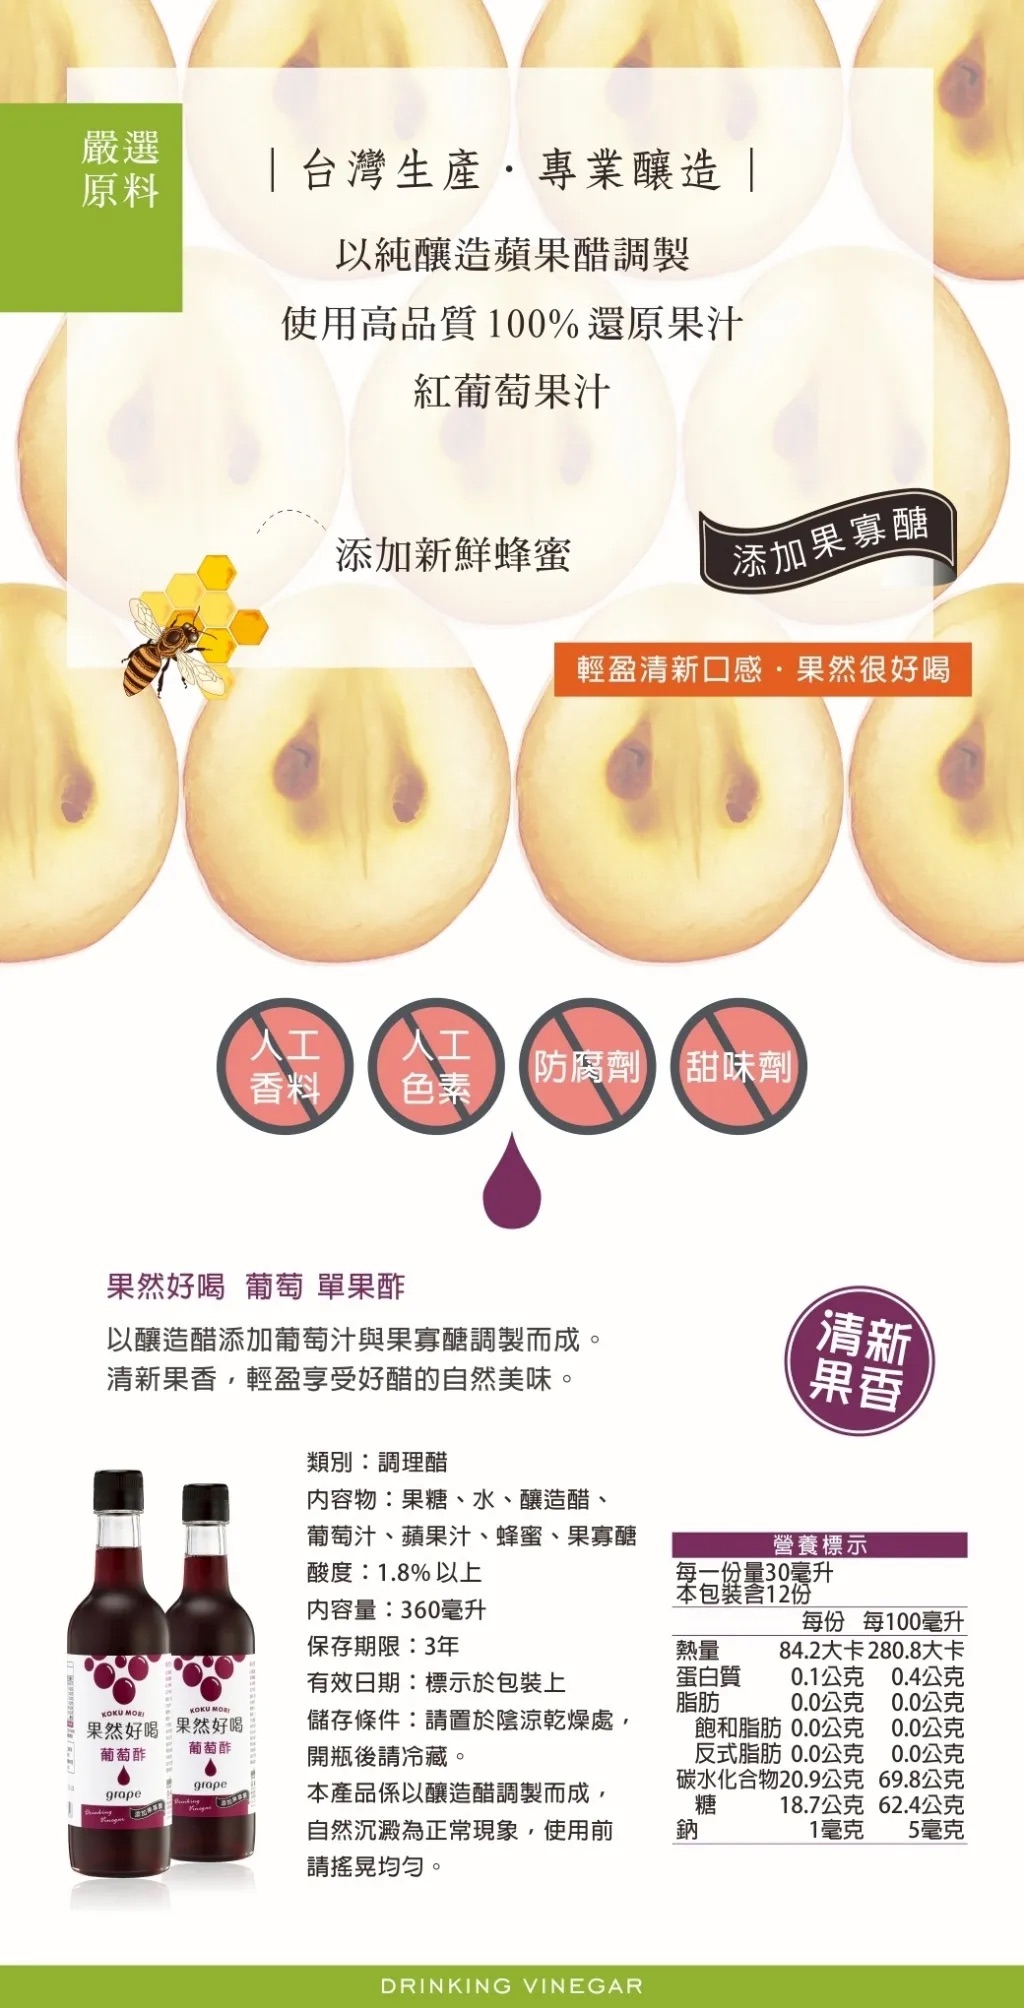 嚴選
原料
｜台灣生產・專業釀造｜
以純釀造蘋果醋調製
使用高品質100%還原果汁
紅葡萄果汁
添加新鮮蜂蜜
添加果寡醣
輕盈清新口感・果然很好喝
人工
香料
人工
色素
防腐劑
甜味劑
果然好喝 葡萄 單果酢
以釀造醋添加葡萄汁與果寡醣調製而成。
清新果香，輕盈享受好醋的自然美味。
清新
果香
類別：調理醋
內容物：果糖、水、釀造醋、
葡萄汁、蘋果汁、蜂蜜、果寡醣
酸度：1.8%以上
內容量：360毫升
保存期限：3年
有效日期：標示於包裝上
儲存條件：請置於陰涼乾燥處，
開瓶後請冷藏。
本產品係以釀造醋調製而成，
自然沉澱為正常現象，使用前
請搖晃均勻。
營養標示
每一份量30毫升
本包裝含12份
每份 每100毫升
熱量 84.2大卡 280.8大卡
蛋白質 0.1公克 0.4公克
脂肪 0.0公克 0.0公克
飽和脂肪 0.0公克 0.0公克
反式脂肪 0.0公克 0.0公克
碳水化合物 20.9公克 69.8公克
糖 18.7公克 62.4公克
鈉 1毫克 5毫克
KOKU MORI
果然好喝
葡萄酢
grape
Drinking
Vinegar
添加果寡醣
KOKU MORI
果然好喝
葡萄酢
grape
Drinking
Vinegar
添加果寡醣
DRINKING VINEGAR